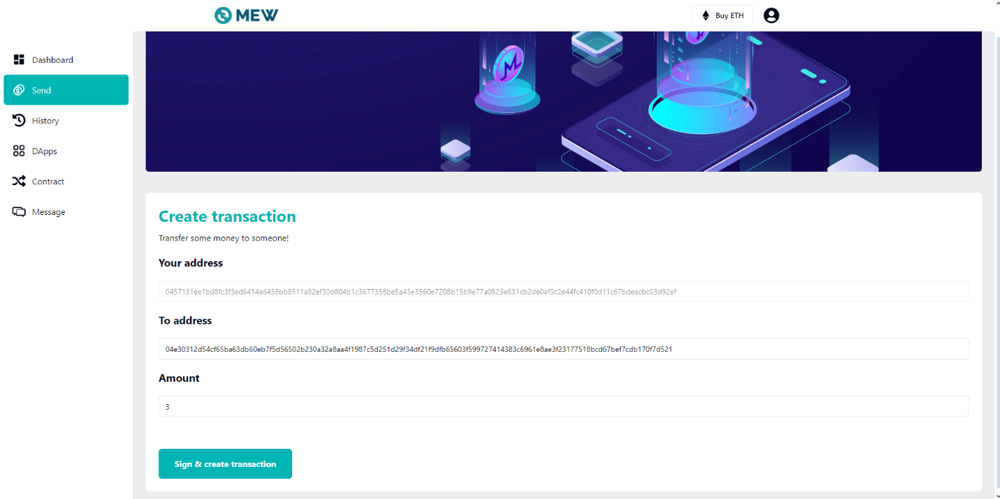 MEW
Buy ETH
Dashboard
Send
History
DApps
Contract
Message
Create transaction
Transfer some money to someone!
Your address
0457131ee1bd8fc3f3ed6414a6458bb8511a82ef30d804b1c3677358be5a43e3560e7208b15b9e77a0823e831cb2de0af3c2e44fc410f0d11c67bdeacbc03d92ef
To address
04e30312d54cf65ba63db60eb7f5d56502b230a32a8aa4f1987c5d251d29f34df21f9dfb65603f599727414383c6961e8ae3f23177518bcd67bef7cdb170f7d521
Amount
3
Sign & create transaction